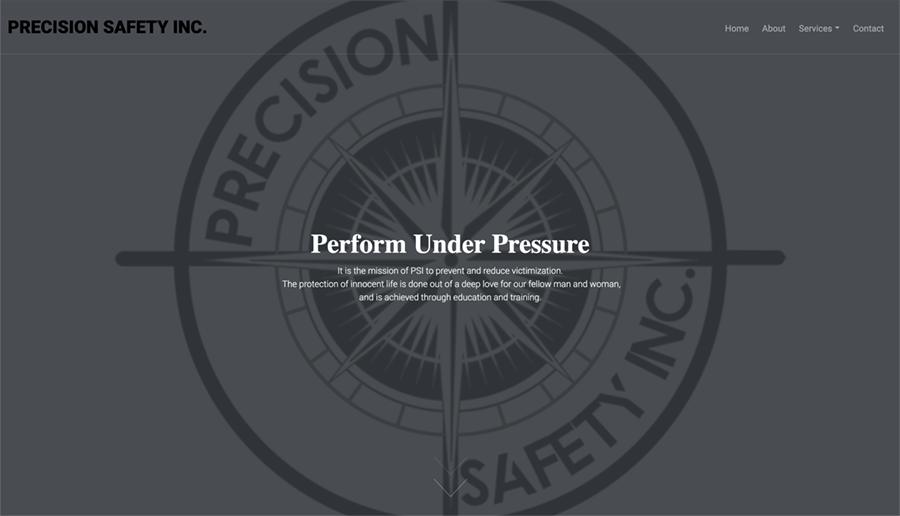 PRECISION SAFETY INC.
Home About Services Contact
PRECISION
Perform Under Pressure
It is the mission of PSI to prevent and reduce victimization.
The protection of innocent life is done out of a deep love for our fellow man and woman,
and is achieved through education and training.
SAFETY INC.